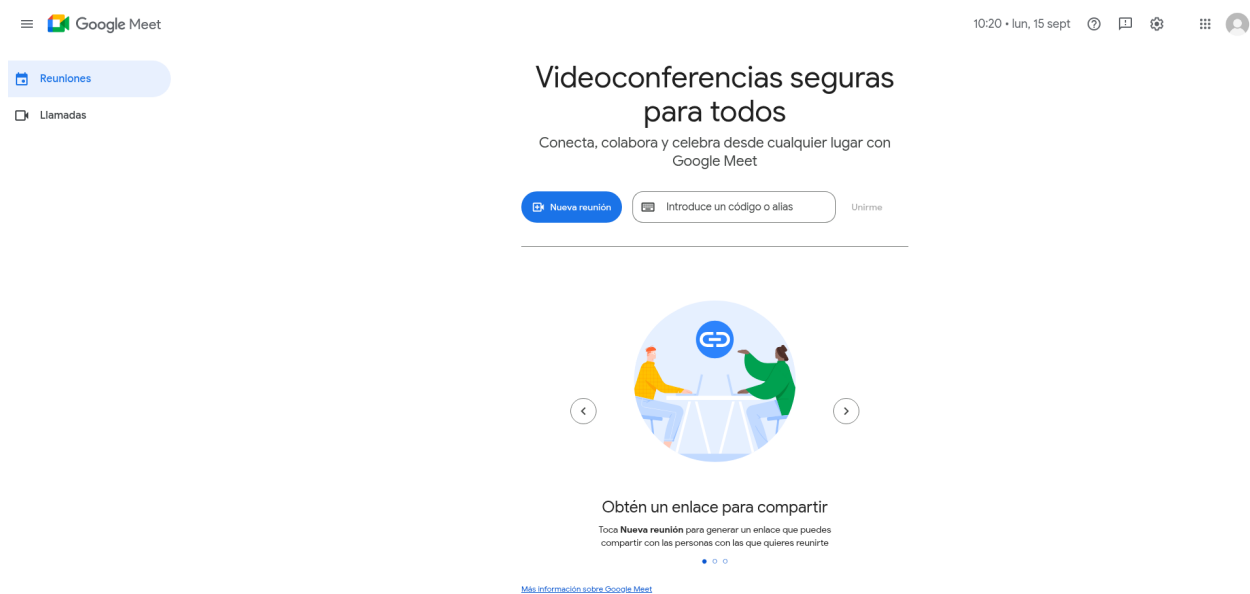 Google Meet
10:20 • lun, 15 sept
Reuniones
Llamadas
Videoconferencias seguras
para todos
Conecta, colabora y celebra desde cualquier lugar con
Google Meet
Nueva reunión
Introduce un código o alias
Unirme
Obtén un enlace para compartir
Toca Nueva reunión para generar un enlace que puedes
compartir con las personas con las que quieres reunirte
Más información sobre Google Meet